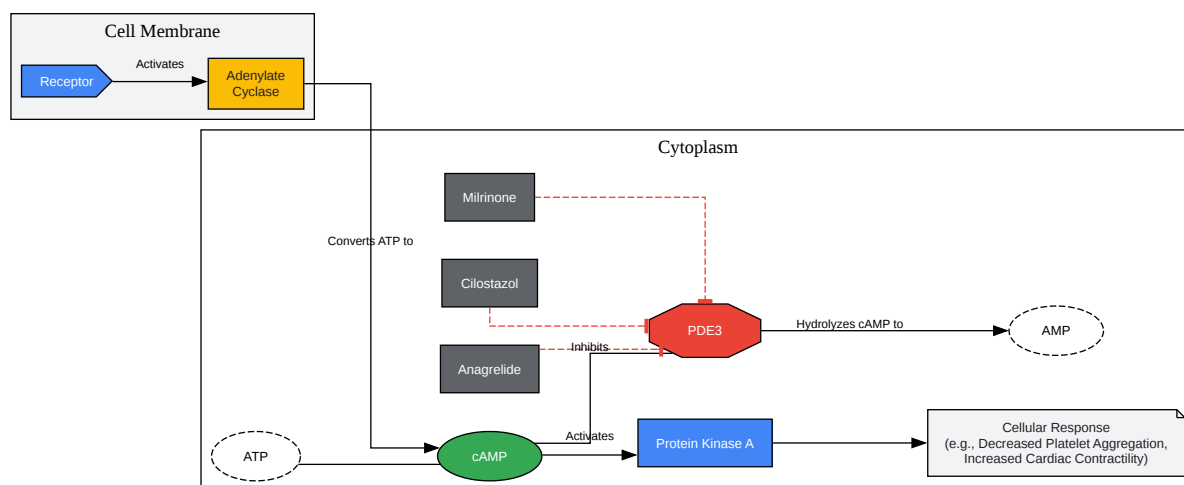 Cell Membrane
Receptor
Activates
Adenylate
Cyclase
Cytoplasm
Milrinone
Converts ATP to
Cilostazol
PDE3
Hydrolyzes cAMP to
AMP
Inhibits
Anagrelide
ATP
cAMP
Activates
Protein Kinase A
Cellular Response
(e.g., Decreased Platelet Aggregation,
Increased Cardiac Contractility)